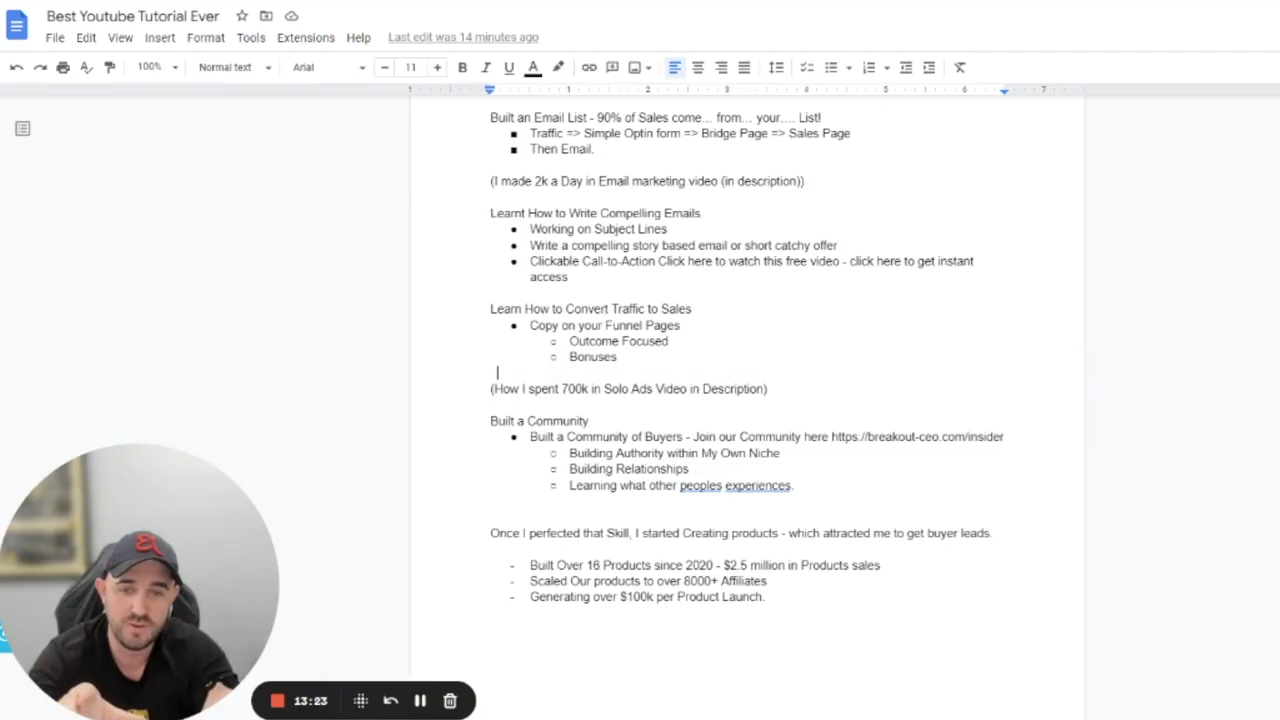 Best Youtube Tutorial Ever
File Edit View Insert Format Tools Extensions Help Last edit was 14 minutes ago
100% Normal text Arial 11 B I U A
1 1 2 3 4 5 6 7
Built an Email List - 90% of Sales come... from... your.... List!
■ Traffic => Simple Optin form => Bridge Page => Sales Page
■ Then Email.
(I made 2k a Day in Email marketing video (in description))
Learnt How to Write Compelling Emails
● Working on Subject Lines
● Write a compelling story based email or short catchy offer
● Clickable Call-to-Action Click here to watch this free video - click here to get instant
access
Learn How to Convert Traffic to Sales
● Copy on your Funnel Pages
○ Outcome Focused
○ Bonuses
(How I spent 700k in Solo Ads Video in Description)
Built a Community
● Built a Community of Buyers - Join our Community here https://breakout-ceo.com/insider
○ Building Authority within My Own Niche
○ Building Relationships
○ Learning what other peoples experiences.
Once I perfected that Skill, I started Creating products - which attracted me to get buyer leads.
- Built Over 16 Products since 2020 - $2.5 million in Products sales
- Scaled Our products to over 8000+ Affiliates
- Generating over $100k per Product Launch.
13:23